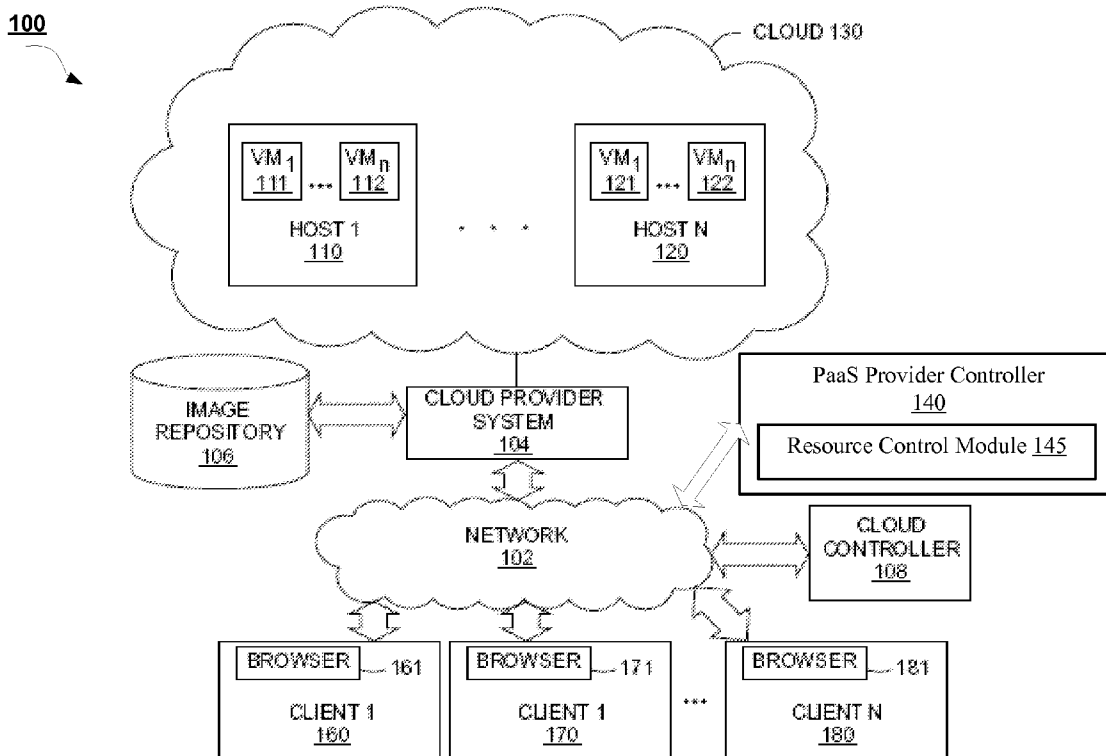 100
CLOUD 130
VM1
111
...
VMn
112
HOST 1
110
. . .
VM1
121
...
VMn
122
HOST N
120
IMAGE
REPOSITORY
106
CLOUD PROVIDER
SYSTEM
104
PaaS Provider Controller
140
Resource Control Module 145
NETWORK
102
CLOUD
CONTROLLER
108
BROWSER
161
CLIENT 1
160
BROWSER
171
CLIENT 1
170
...
BROWSER
181
CLIENT N
180